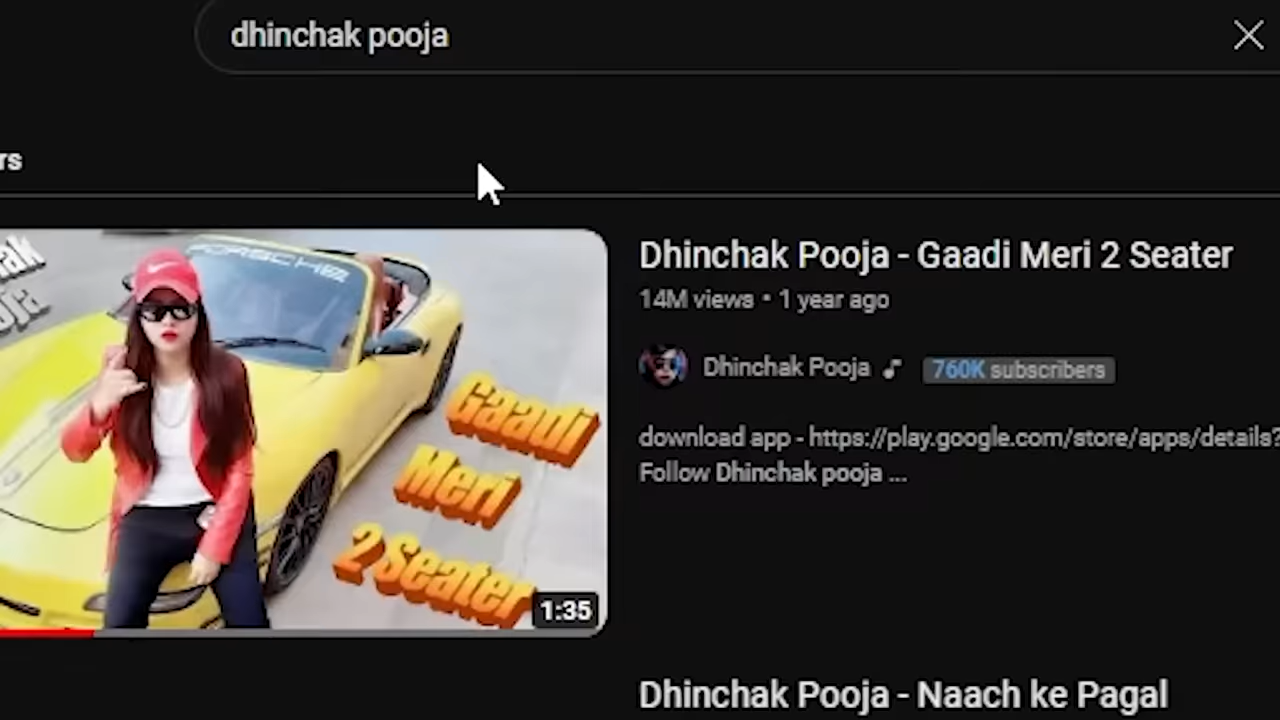 dhinchak pooja
rs
Dhinchak Pooja - Gaadi Meri 2 Seater
14M views • 1 year ago
Dhinchak Pooja
760K subscribers
download app - https://play.google.com/store/apps/details?
Follow Dhinchak pooja ...
PORSCHE
Gaadi
Meri
2 Seater
1:35
Dhinchak Pooja - Naach ke Pagal